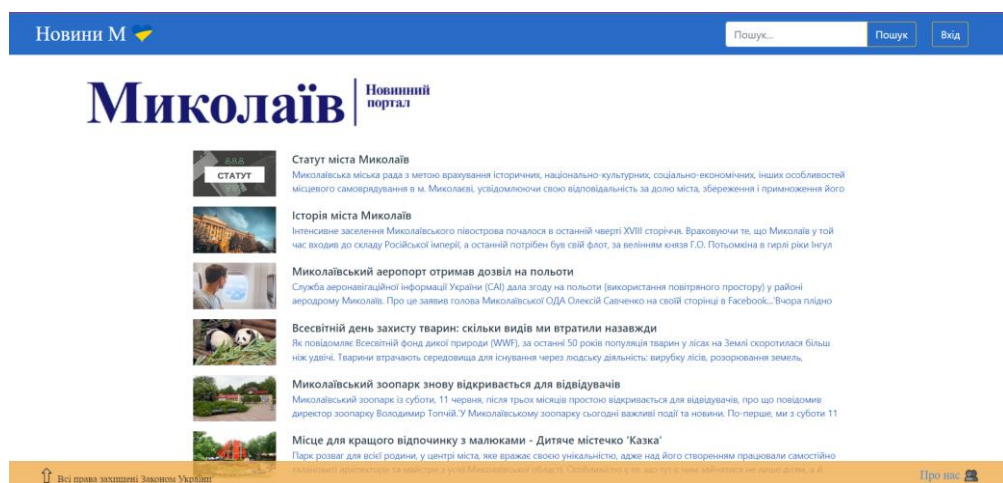 Новини М
Пошук...
Пошук
Вхід
Миколаїв
Новинний
портал
СТАТУТ
Статут міста Миколаїв
Миколаївська міська рада з метою врахування історичних, національно-культурних, соціально-економічних, інших особливостей
місцевого самоврядування в м. Миколаєві, усвідомлюючи свою відповідальність за долю міста, збереження і примноження його
Історія міста Миколаїв
Інтенсивне заселення Миколаївського півострова почалося в останній чверті XVIII сторіччя. Враховуючи те, що Миколаїв у той
час входив до складу Російської імперії, а останній потрібен був свій флот, за велінням князя Г.О. Потьомкіна в гирлі ріки Інгул
Миколаївський аеропорт отримав дозвіл на польоти
Служба аеронавігаційної інформації України (САІ) дала згоду на польоти (використання повітряного простору) у районі
аеродрому Миколаїв. Про це заявив голова Миколаївської ОДА Олексій Савченко на своїй сторінці в Facebook...'Вчора плідно
Всесвітній день захисту тварин: скільки видів ми втратили назавжди
Як повідомляє Всесвітній фонд дикої природи (WWF), за останні 50 років популяція тварин у лісах на Землі скоротилася більш
ніж удвічі. Тварини втрачають середовища для існування через людську діяльність: вирубку лісів, розорювання земель,
Миколаївський зоопарк знову відкривається для відвідувачів
Миколаївський зоопарк із суботи, 11 червня, після трьох місяців простою відкривається для відвідувачів, про що повідомив
директор зоопарку Володимир Топчій.'У Миколаївському зоопарку сьогодні важливі події та новини. По-перше, ми з суботи 11
Місце для кращого відпочинку з малюками - Дитяче містечко 'Казка'
Парк розваг для всієї родини, у центрі міста, яке вражає своєю унікальністю, адже над його створенням працювали самостійно
Всі права захищені Законом України
Про нас